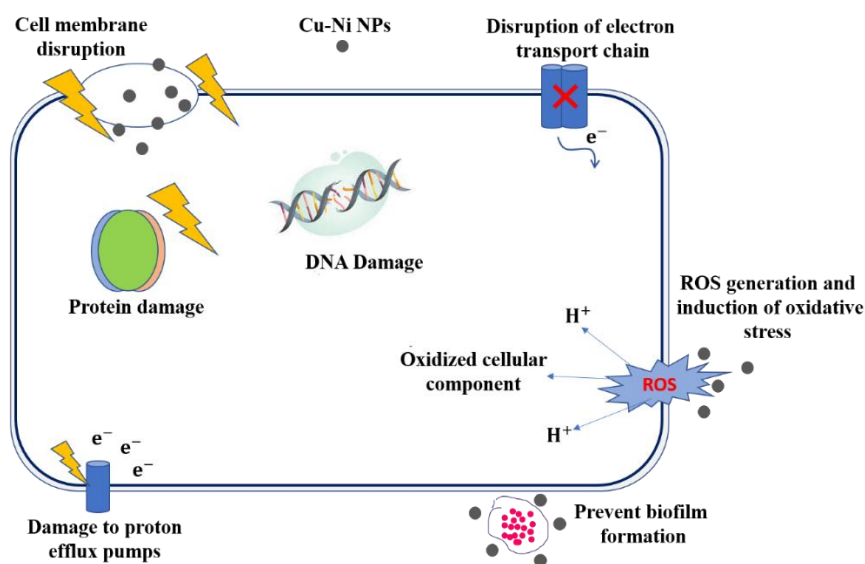 Cell membrane
disruption
Cu-Ni NPs
Disruption of electron
transport chain
e⁻
DNA Damage
Protein damage
ROS generation and
induction of oxidative
stress
H⁺
Oxidized cellular
component
ROS
H⁺
e⁻
e⁻
e⁻
Damage to proton
efflux pumps
Prevent biofilm
formation